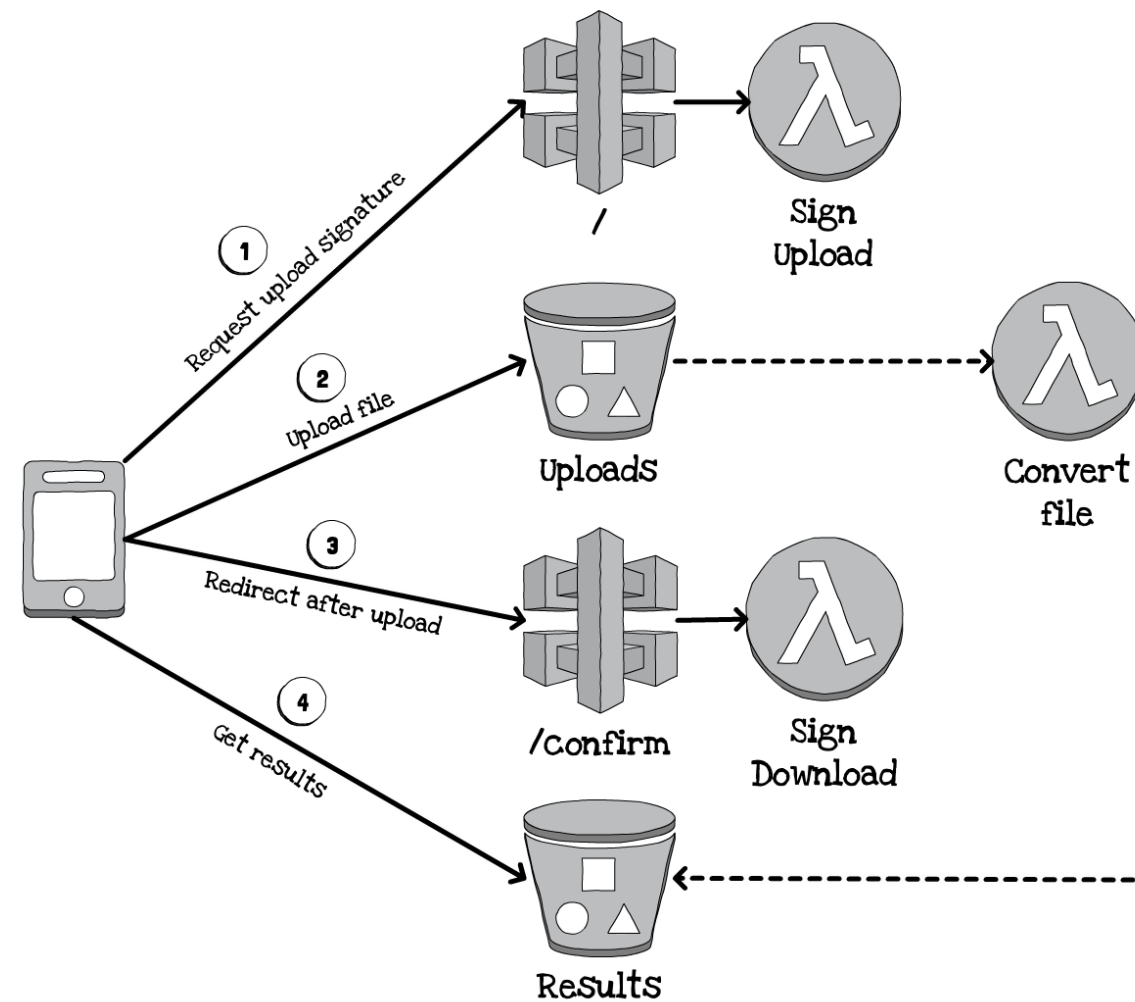 /
Sign
Upload
1
Request upload signature
2
Upload file
Uploads
Convert
file
3
Redirect after upload
/confirm
Sign
Download
4
Get results
Results